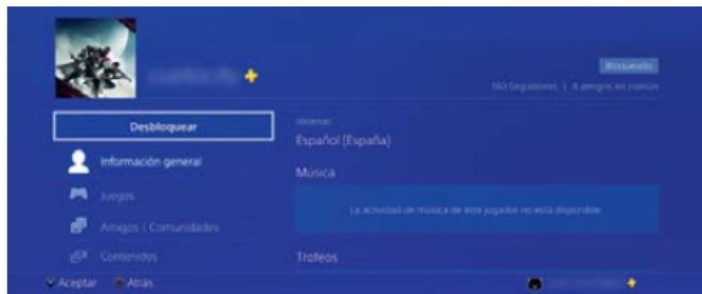 Bloqueado
160 Seguidores | 8 amigos en común
Desbloquear
Idiomas
Español (España)
Información general
Música
Juegos
La actividad de música de este jugador no está disponible.
Amigos | Comunidades
Contenidos
Trofeos
Aceptar
Atrás